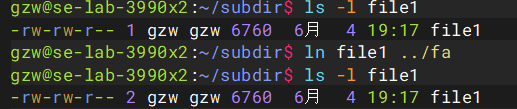 gzw@se-lab-3990x2:~/subdir$ ls -l file1
-rw-rw-r-- 1 gzw gzw 6760  6月   4 19:17 file1
gzw@se-lab-3990x2:~/subdir$ ln file1 ../fa
gzw@se-lab-3990x2:~/subdir$ ls -l file1
-rw-rw-r-- 2 gzw gzw 6760  6月   4 19:17 file1